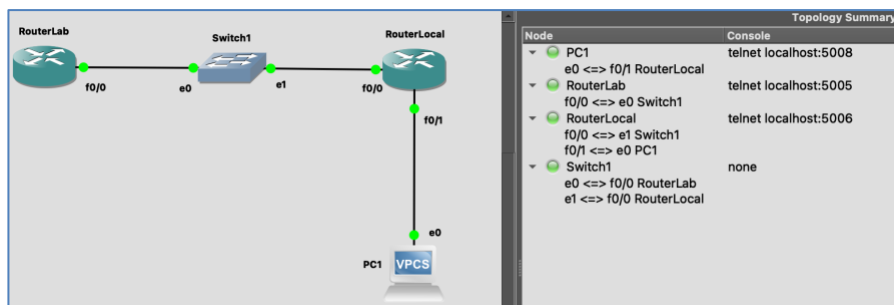 RouterLab
Switch1
RouterLocal
f0/0
e0
e1
f0/0
f0/1
e0
PC1
VPCS
Topology Summary
Node Console
PC1 telnet localhost:5008
e0 <=> f0/1 RouterLocal
RouterLab telnet localhost:5005
f0/0 <=> e0 Switch1
RouterLocal telnet localhost:5006
f0/0 <=> e1 Switch1
f0/1 <=> e0 PC1
Switch1 none
e0 <=> f0/0 RouterLab
e1 <=> f0/0 RouterLocal